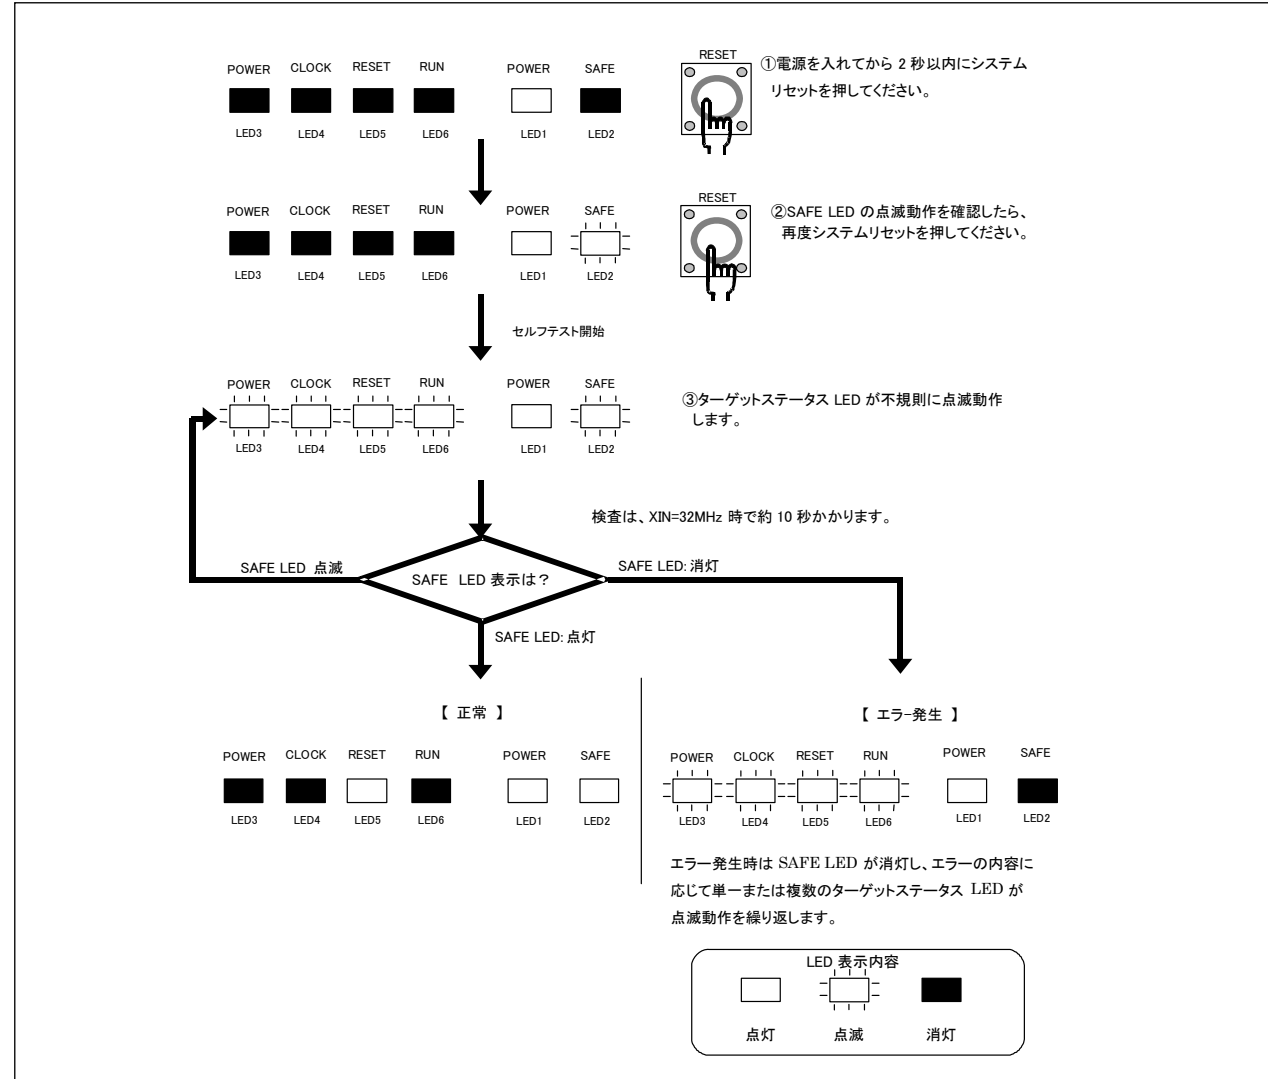 POWER CLOCK RESET RUN POWER SAFE
LED3 LED4 LED5 LED6 LED1 LED2
RESET
①電源を入れてから 2 秒以内にシステム
リセットを押してください。
POWER CLOCK RESET RUN POWER SAFE
LED3 LED4 LED5 LED6 LED1 LED2
RESET
②SAFE LED の点滅動作を確認したら、
再度システムリセットを押してください。
セルフテスト開始
POWER CLOCK RESET RUN POWER SAFE
LED3 LED4 LED5 LED6 LED1 LED2
③ターゲットステータス LED が不規則に点滅動作
します。
検査は、XIN=32MHz 時で約 10 秒かかります。
SAFE LED 点滅
SAFE LED 表示は？
SAFE LED: 消灯
SAFE LED: 点灯
【 正常 】
POWER CLOCK RESET RUN POWER SAFE
LED3 LED4 LED5 LED6 LED1 LED2
【 エラー発生 】
POWER CLOCK RESET RUN POWER SAFE
LED3 LED4 LED5 LED6 LED1 LED2
エラー発生時は SAFE LED が消灯し、エラーの内容に
応じて単一または複数のターゲットステータス LED が
点滅動作を繰り返します。
LED 表示内容
点灯 点滅 消灯